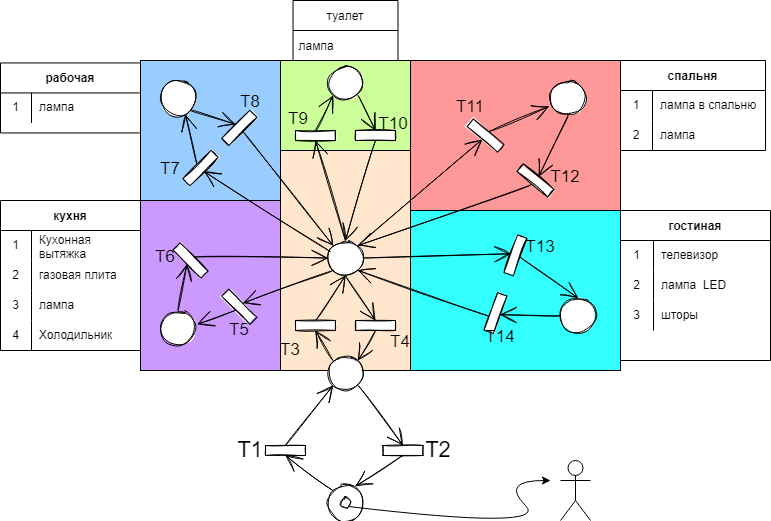 туалет
лампа
рабочая
1 лампа
спальня
1 лампа в спальню
2 лампа
кухня
1 Кухонная
вытяжка
2 газовая плита
3 лампа
4 Холодильник
гостиная
1 телевизор
2 лампа LED
3 шторы
T8
T9
T10
T11
T7
T12
T6
T13
T5
T14
T3
T4
T1
T2